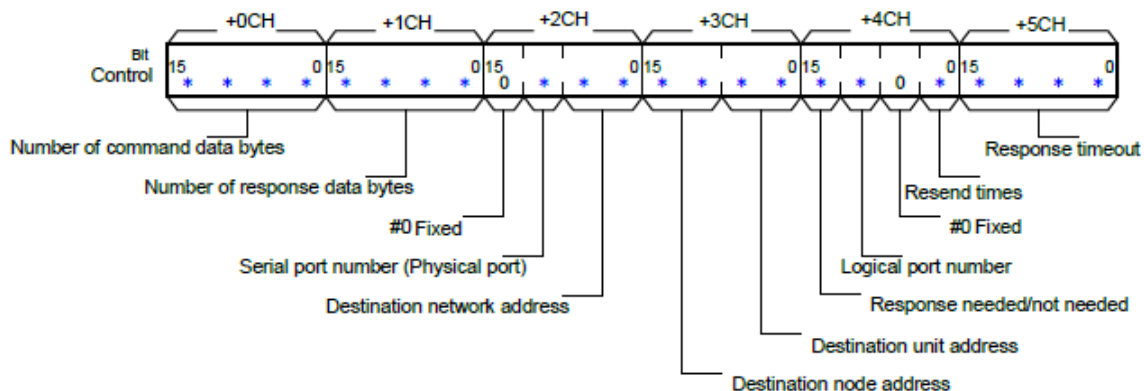 +0CH +1CH +2CH +3CH +4CH +5CH
Bit 15 0 15 0 15 0 15 0 15 0 15 0
Control * * * * * * * * 0 * * * * * * * * * 0 * * * * *
Number of command data bytes
Response timeout
Number of response data bytes
Resend times
#0 Fixed
#0 Fixed
Serial port number (Physical port)
Logical port number
Destination network address
Response needed/not needed
Destination unit address
Destination node address